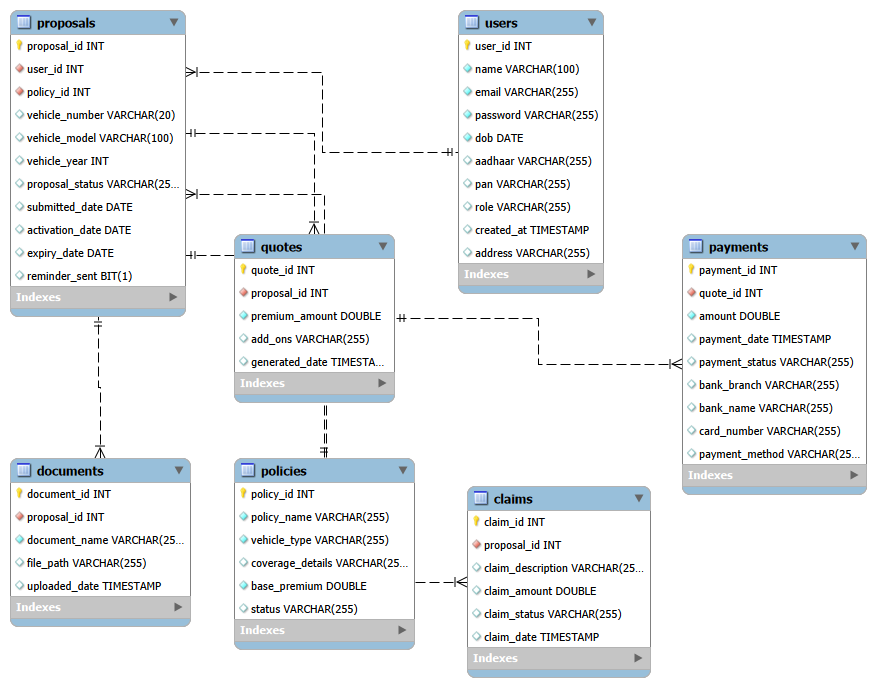 proposals
proposal_id INT
user_id INT
policy_id INT
vehicle_number VARCHAR(20)
vehicle_model VARCHAR(100)
vehicle_year INT
proposal_status VARCHAR(25...
submitted_date DATE
activation_date DATE
expiry_date DATE
reminder_sent BIT(1)
Indexes
users
user_id INT
name VARCHAR(100)
email VARCHAR(255)
password VARCHAR(255)
dob DATE
aadhaar VARCHAR(255)
pan VARCHAR(255)
role VARCHAR(255)
created_at TIMESTAMP
address VARCHAR(255)
Indexes
quotes
quote_id INT
proposal_id INT
premium_amount DOUBLE
add_ons VARCHAR(255)
generated_date TIMESTA...
Indexes
payments
payment_id INT
quote_id INT
amount DOUBLE
payment_date TIMESTAMP
payment_status VARCHAR(255)
bank_branch VARCHAR(255)
bank_name VARCHAR(255)
card_number VARCHAR(255)
payment_method VARCHAR(25...
Indexes
documents
document_id INT
proposal_id INT
document_name VARCHAR(25...
file_path VARCHAR(255)
uploaded_date TIMESTAMP
Indexes
policies
policy_id INT
policy_name VARCHAR(255)
vehicle_type VARCHAR(255)
coverage_details VARCHAR(25...
base_premium DOUBLE
status VARCHAR(255)
Indexes
claims
claim_id INT
proposal_id INT
claim_description VARCHAR(25...
claim_amount DOUBLE
claim_status VARCHAR(255)
claim_date TIMESTAMP
Indexes